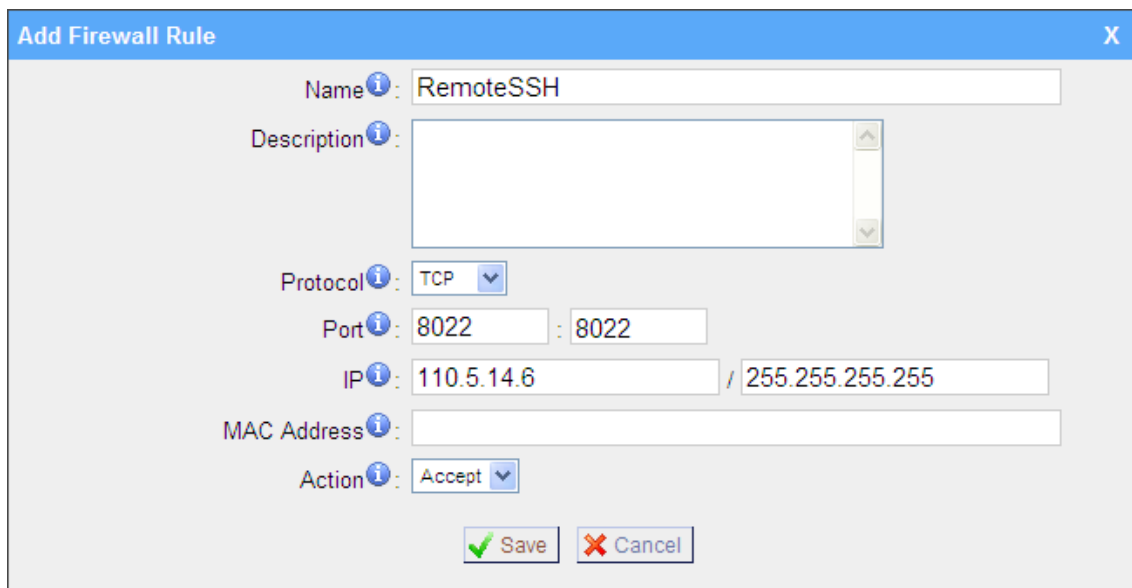 Add Firewall Rule X
Name i : RemoteSSH
Description i :
Protocol i : TCP
Port i : 8022 : 8022
IP i : 110.5.14.6 / 255.255.255.255
MAC Address i :
Action i : Accept
Save Cancel